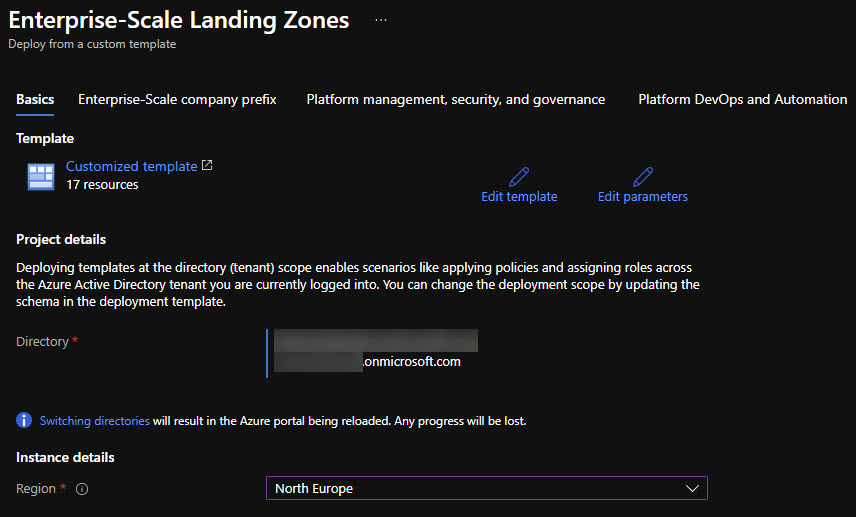 Enterprise-Scale Landing Zones ...
Deploy from a custom template
Basics Enterprise-Scale company prefix Platform management, security, and governance Platform DevOps and Automation
Template
Customized template
17 resources
Edit template Edit parameters
Project details
Deploying templates at the directory (tenant) scope enables scenarios like applying policies and assigning roles across
the Azure Active Directory tenant you are currently logged into. You can change the deployment scope by updating the
schema in the deployment template.
Directory *
.onmicrosoft.com
Switching directories will result in the Azure portal being reloaded. Any progress will be lost.
Instance details
Region * North Europe